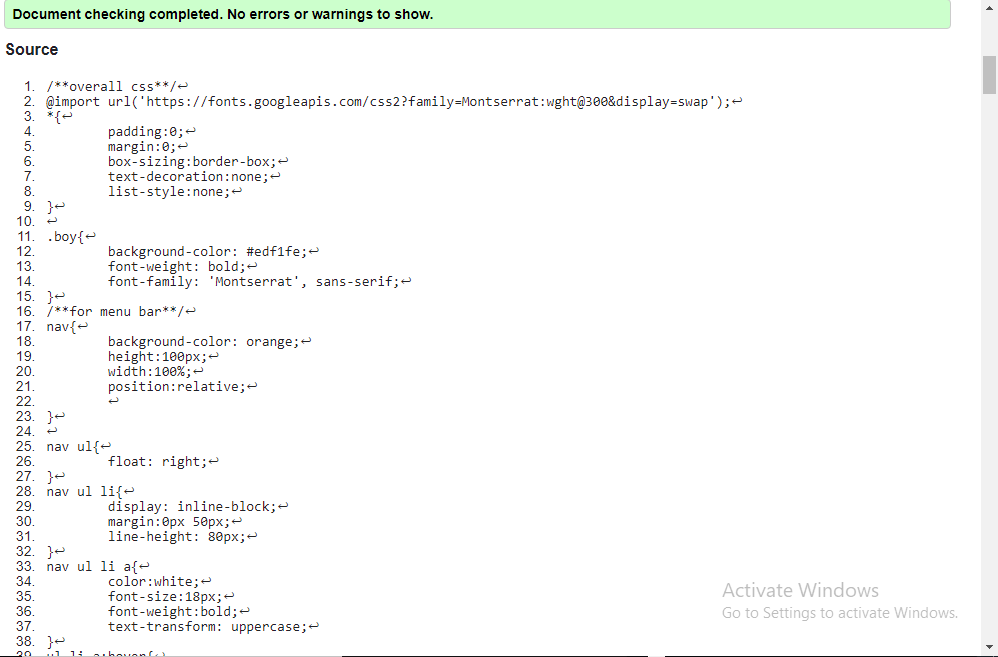 Document checking completed. No errors or warnings to show.
Source
1. /**overall css**/↩
2. @import url('https://fonts.googleapis.com/css2?family=Montserrat:wght@300&display=swap');↩
3. *{↩
4. padding:0;↩
5. margin:0;↩
6. box-sizing:border-box;↩
7. text-decoration:none;↩
8. list-style:none;↩
9. }↩
10. ↩
11. .boy{↩
12. background-color: #edf1fe;↩
13. font-weight: bold;↩
14. font-family: 'Montserrat', sans-serif;↩
15. }↩
16. /**for menu bar**/↩
17. nav{↩
18. background-color: orange;↩
19. height:100px;↩
20. width:100%;↩
21. position:relative;↩
22. ↩
23. }↩
24. ↩
25. nav ul{↩
26. float: right;↩
27. }↩
28. nav ul li{↩
29. display: inline-block;↩
30. margin:0px 50px;↩
31. line-height: 80px;↩
32. }↩
33. nav ul li a{↩
34. color:white;↩
35. font-size:18px;↩
36. font-weight:bold;↩
37. text-transform: uppercase;↩
38. }↩
39. ul li a:hover{↩
Activate Windows
Go to Settings to activate Windows.